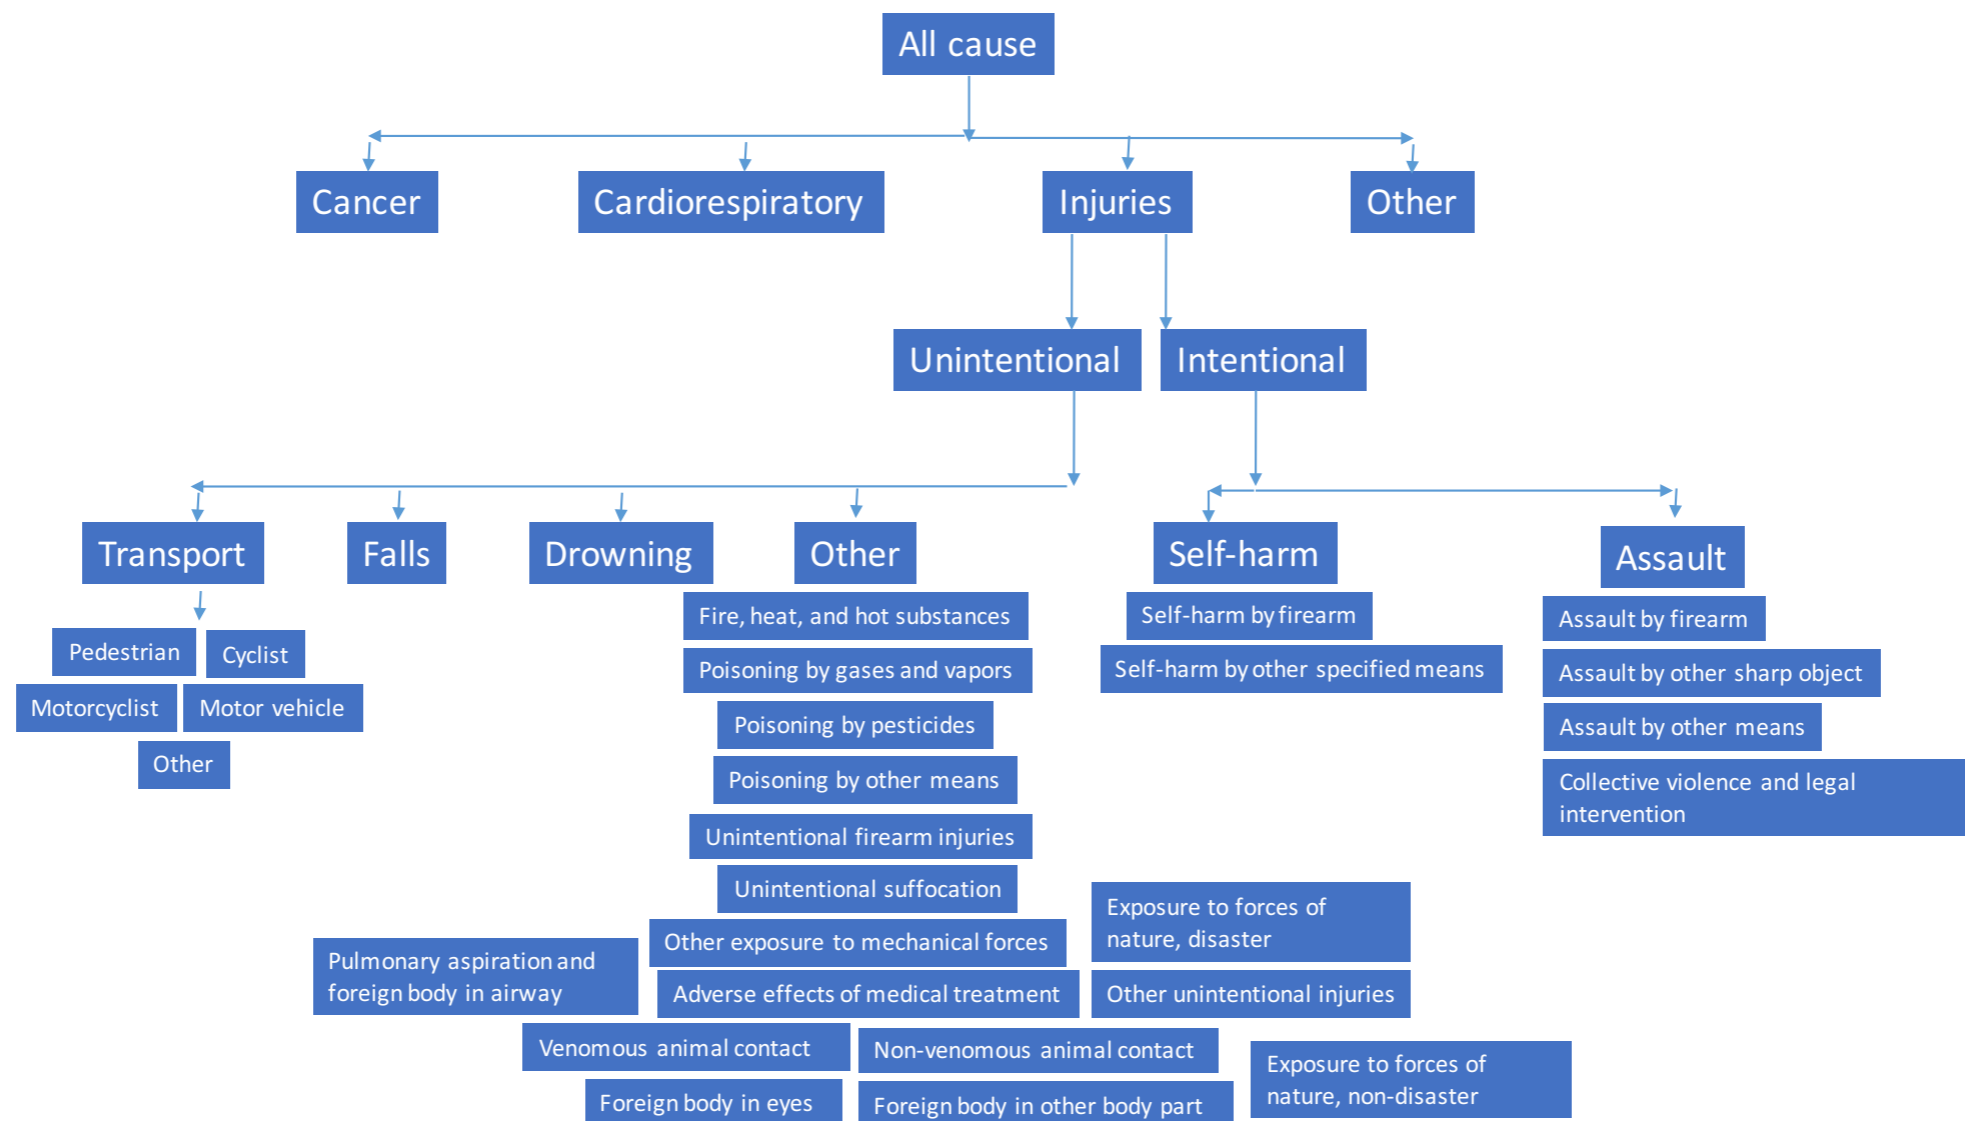 All cause
Cancer
Cardiorespiratory
Injuries
Other
Unintentional
Intentional
Transport
Falls
Drowning
Other
Self-harm
Assault
Pedestrian
Cyclist
Motorcyclist
Motor vehicle
Other
Fire, heat, and hot substances
Poisoning by gases and vapors
Poisoning by pesticides
Poisoning by other means
Unintentional firearm injuries
Unintentional suffocation
Other exposure to mechanical forces
Pulmonary aspiration and
foreign body in airway
Adverse effects of medical treatment
Exposure to forces of
nature, disaster
Other unintentional injuries
Venomous animal contact
Non-venomous animal contact
Exposure to forces of
nature, non-disaster
Foreign body in eyes
Foreign body in other body part
Self-harm by firearm
Self-harm by other specified means
Assault by firearm
Assault by other sharp object
Assault by other means
Collective violence and legal
intervention